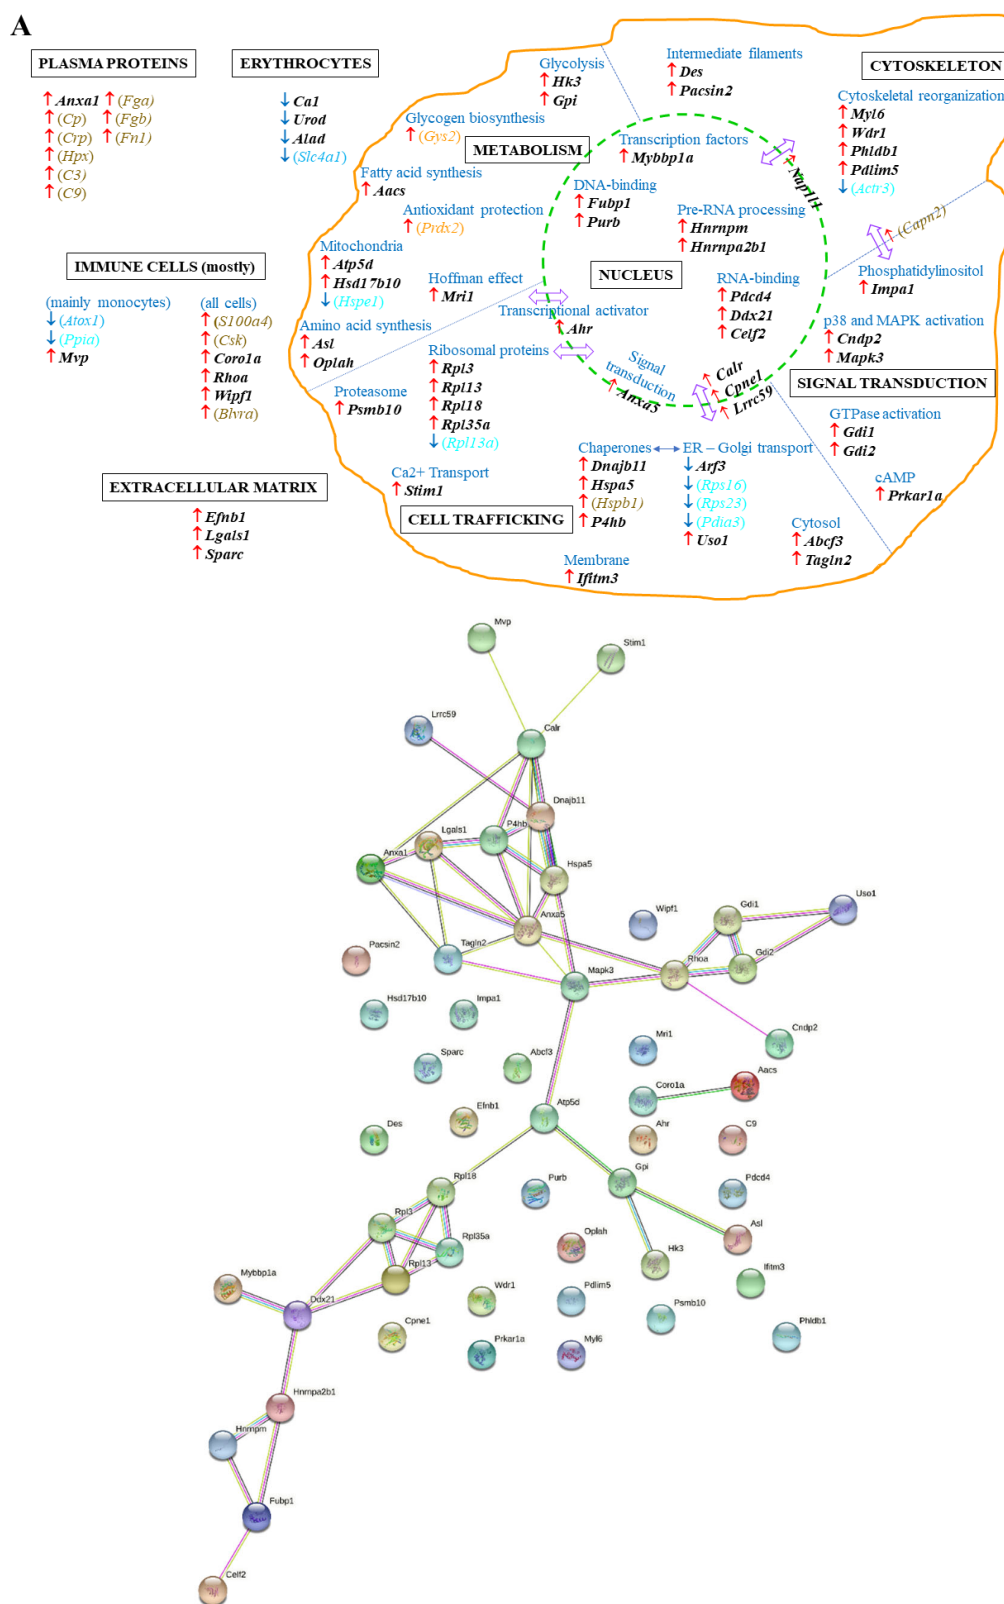 A
PLASMA PROTEINS
↑Anxa1 ↑(Fga)
↑(Cp) ↑(Fgb)
↑(Crp) ↑(Fn1)
↑(Hpx)
↑(C3)
↑(C9)
ERYTHROCYTES
↓Ca1
↓Urod
↓Alad
↓(Slc4a1)
IMMUNE CELLS (mostly)
(mainly monocytes)
↓(Atox1)
↓(Ppia)
↑Mvp
(all cells)
↑(S100a4)
↑(Csk)
↑Coro1a
↑Rhoa
↑Wipf1
↑(Blvra)
EXTRACELLULAR MATRIX
↑Efnb1
↑Lgals1
↑Sparc
Glycolysis
↑Hk3
↑Gpi
Glycogen biosynthesis
↑(Gys2)
METABOLISM
Fatty acid synthesis
↑Aacs
Antioxidant protection
↑(Prdx2)
Mitochondria
↑Atp5d
↑Hsd17b10
↓(Hspe1)
Hoffman effect
↑Mri1
Amino acid synthesis
↑Asl
↑Oplah
Intermediate filaments
↑Des
↑Pacsin2
CYTOSKELETON
Cytoskeletal reorganization
↑Myl6
↑Wdr1
↑Phldb1
↑Pdlim5
↓(Actr3)
Transcription factors
↑Mybbp1a
↑Nap1l1
DNA-binding
↑Fubp1
↑Purb
Pre-RNA processing
↑Hnrnpm
↑Hnrnpa2b1
NUCLEUS
RNA-binding
↑Pdcd4
↑Ddx21
↑Celf2
Transcriptional activator
↑Ahr
Signal
transduction
↑Anxa5
↑Calr
↑Cpne1
↑Lrrc59
↑(Capn2)
Phosphatidylinositol
↑Impa1
p38 and MAPK activation
↑Cndp2
↑Mapk3
SIGNAL TRANSDUCTION
GTPase activation
↑Gdi1
↑Gdi2
cAMP
↑Prkar1a
Ribosomal proteins
↑Rpl3
↑Rpl13
↑Rpl18
↑Rpl35a
↓(Rpl13a)
Proteasome
↑Psmb10
Ca2+ Transport
↑Stim1
CELL TRAFFICKING
Chaperones
↑Dnajb11
↑Hspa5
↑(Hspb1)
↑P4hb
ER – Golgi transport
↓Arf3
↓(Rps16)
↓(Rps23)
↓(Pdia3)
↑Uso1
Cytosol
↑Abcf3
↑Tagln2
Membrane
↑Ifitm3
Mvp
Stim1
Lrrc59
Calr
Dnajb11
Lgals1
P4hb
Anxa1
Hspa5
Anxa5
Wipf1
Gdi1
Uso1
Pacsin2
Tagln2
Mapk3
Rhoa
Gdi2
Hsd17b10
Impa1
Mri1
Cndp2
Sparc
Abcf3
Coro1a
Aacs
Efnb1
Atp5d
Des
Ahr
C9
Rpl18
Purb
Gpi
Pdcd4
Rpl3
Rpl35a
Oplah
Asl
Rpl13
Hk3
Ifitm3
Mybbp1a
Ddx21
Wdr1
Pdlim5
Psmb10
Cpne1
Prkar1a
Myl6
Phldb1
Hnrnpa2b1
Hnrnpm
Fubp1
Celf2